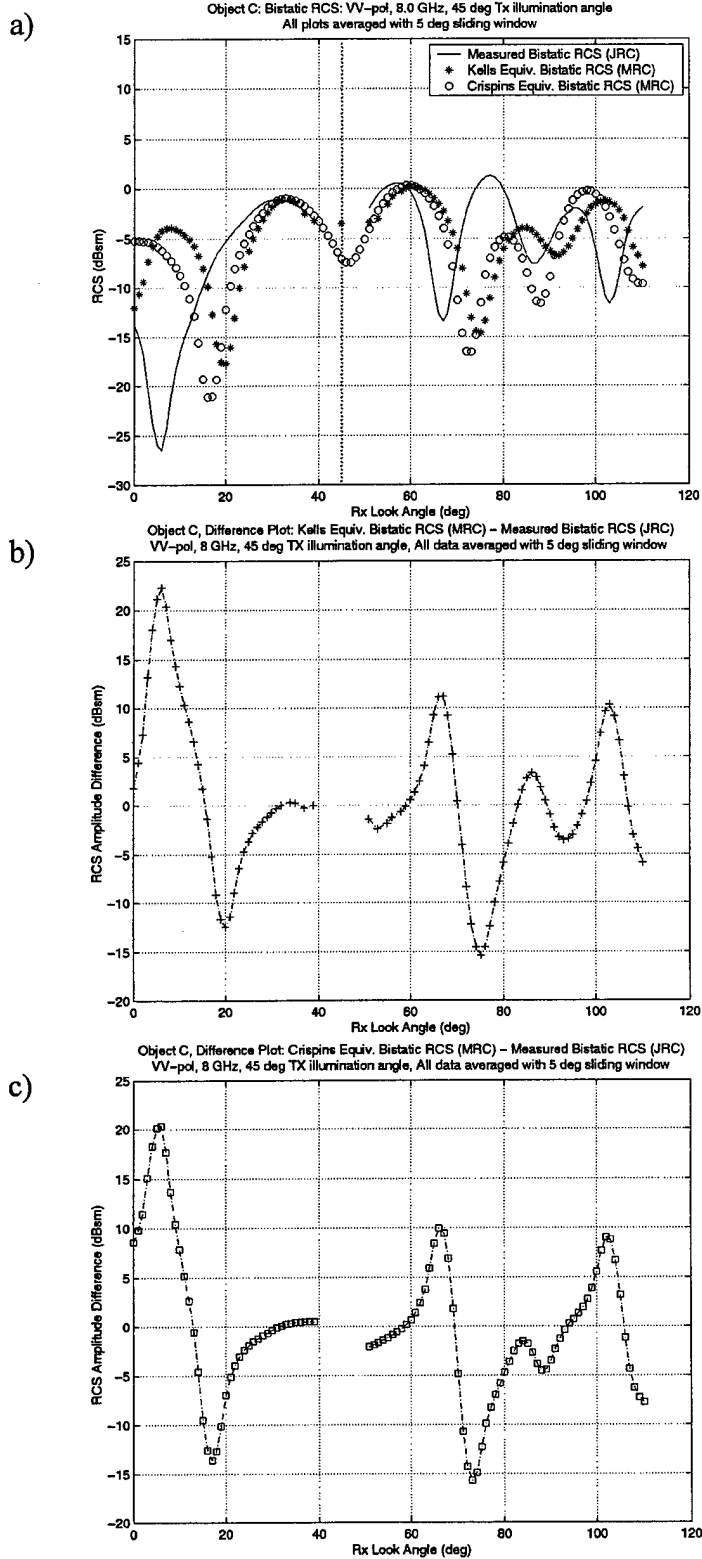 a)
Object C: Bistatic RCS: VV–pol, 8.0 GHz, 45 deg Tx illumination angle
All plots averaged with 5 deg sliding window
Measured Bistatic RCS (JRC)
Kells Equiv. Bistatic RCS (MRC)
Crispins Equiv. Bistatic RCS (MRC)
RCS (dBsm)
15
10
5
0
−5
−10
−15
−20
−25
−30
0
20
40
60
80
100
120
Rx Look Angle (deg)
b)
Object C, Difference Plot: Kells Equiv. Bistatic RCS (MRC) – Measured Bistatic RCS (JRC)
VV–pol, 8 GHz, 45 deg TX illumination angle, All data averaged with 5 deg sliding window
RCS Amplitude Difference (dBsm)
25
20
15
10
5
0
−5
−10
−15
−20
0
20
40
60
80
100
120
Rx Look Angle (deg)
c)
Object C, Difference Plot: Crispins Equiv. Bistatic RCS (MRC) – Measured Bistatic RCS (JRC)
VV–pol, 8 GHz, 45 deg TX illumination angle, All data averaged with 5 deg sliding window
RCS Amplitude Difference (dBsm)
25
20
15
10
5
0
−5
−10
−15
−20
0
20
40
60
80
100
120
Rx Look Angle (deg)